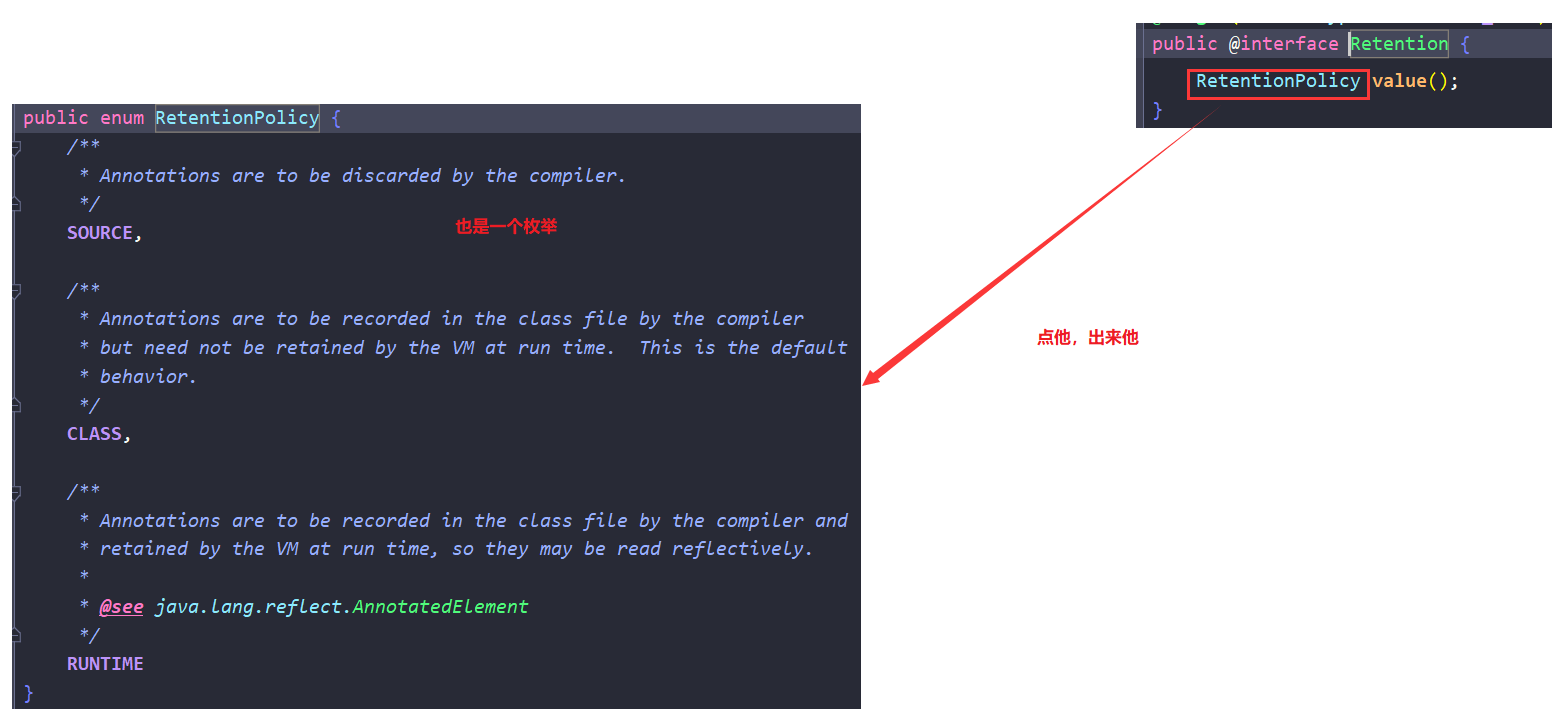 public @interface Retention {
RetentionPolicy value();
}
public enum RetentionPolicy {
/**
* Annotations are to be discarded by the compiler.
*/
SOURCE,
也是一个枚举
/**
* Annotations are to be recorded in the class file by the compiler
* but need not be retained by the VM at run time.  This is the default
* behavior.
*/
CLASS,
点他，出来他
/**
* Annotations are to be recorded in the class file by the compiler and
* retained by the VM at run time, so they may be read reflectively.
*
* @see java.lang.reflect.AnnotatedElement
*/
RUNTIME
}